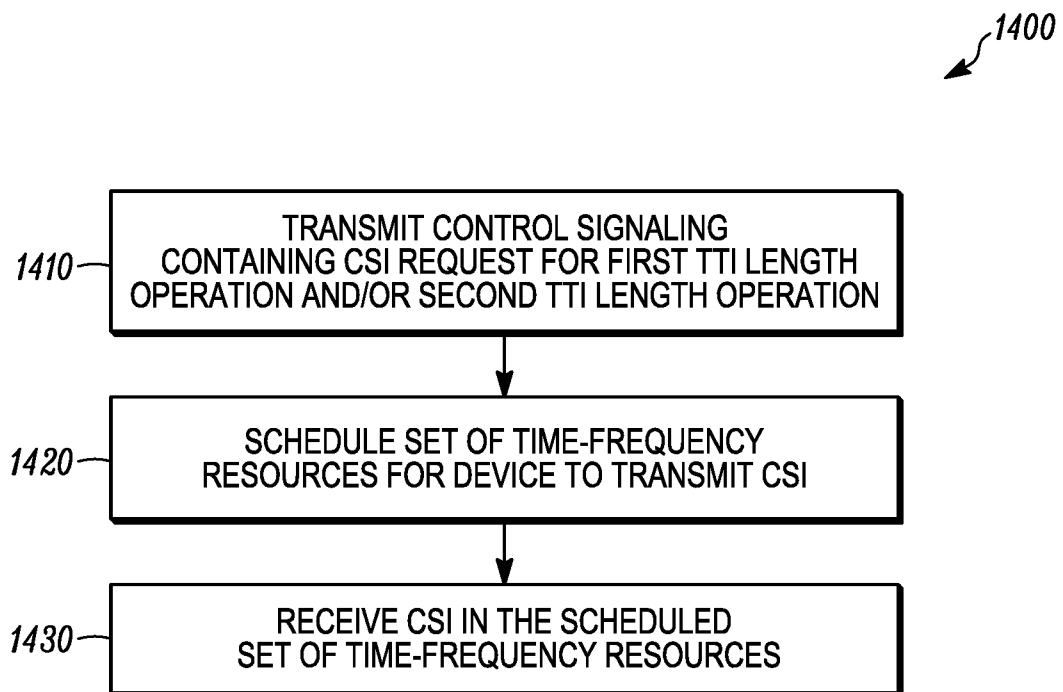 1400
1410
TRANSMIT CONTROL SIGNALING
CONTAINING CSI REQUEST FOR FIRST TTI LENGTH
OPERATION AND/OR SECOND TTI LENGTH OPERATION
1420
SCHEDULE SET OF TIME-FREQUENCY
RESOURCES FOR DEVICE TO TRANSMIT CSI
1430
RECEIVE CSI IN THE SCHEDULED
SET OF TIME-FREQUENCY RESOURCES